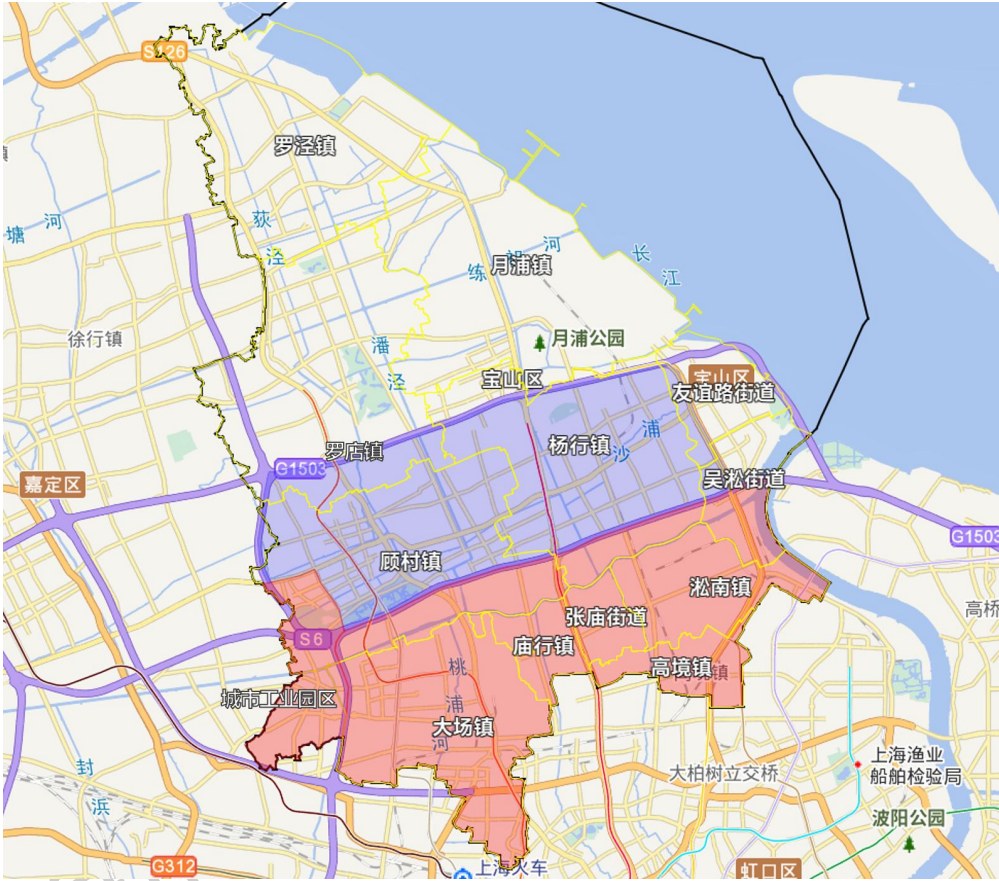 S126
罗泾镇
荻
泾
塘 河
练 祁 河
月浦镇
长
江
徐行镇
潘
泾
月浦公园
宝山区
宝山区
友谊路街道
罗店镇
G1503
杨行镇
浦
沙
嘉定区
吴淞街道
G1503
顾村镇
淞南镇
高桥
张庙街道
S6
庙行镇
高境镇
镇
桃
浦
河
城市工业园区
大场镇
封
浜
大柏树立交桥
上海渔业
船舶检验局
波阳公园
G312
上海火车
虹口区